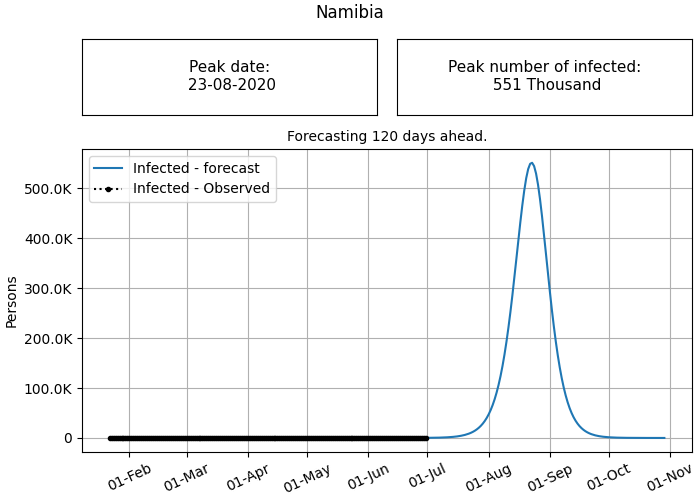 Namibia
Peak date:
23-08-2020
Peak number of infected:
551 Thousand
Forecasting 120 days ahead.
Infected - forecast
Infected - Observed
500.0K
400.0K
300.0K
200.0K
100.0K
0
Persons
01-Feb
01-Mar
01-Apr
01-May
01-Jun
01-Jul
01-Aug
01-Sep
01-Oct
01-Nov